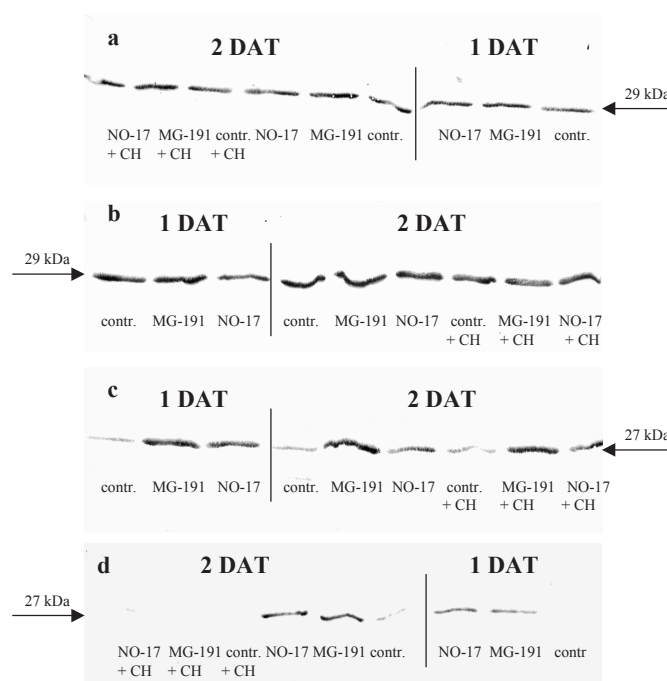 a
2 DAT 1 DAT
29 kDa
NO-17 MG-191 contr. NO-17 MG-191 contr. NO-17 MG-191 contr.
+ CH + CH + CH
b
1 DAT 2 DAT
29 kDa
contr. MG-191 NO-17 contr. MG-191 NO-17 contr. MG-191 NO-17
+ CH + CH + CH
c
1 DAT 2 DAT
27 kDa
contr. MG-191 NO-17 contr. MG-191 NO-17 contr. MG-191 NO-17
+ CH + CH + CH
d
2 DAT 1 DAT
27 kDa
NO-17 MG-191 contr. NO-17 MG-191 contr. NO-17 MG-191 contr
+ CH + CH + CH